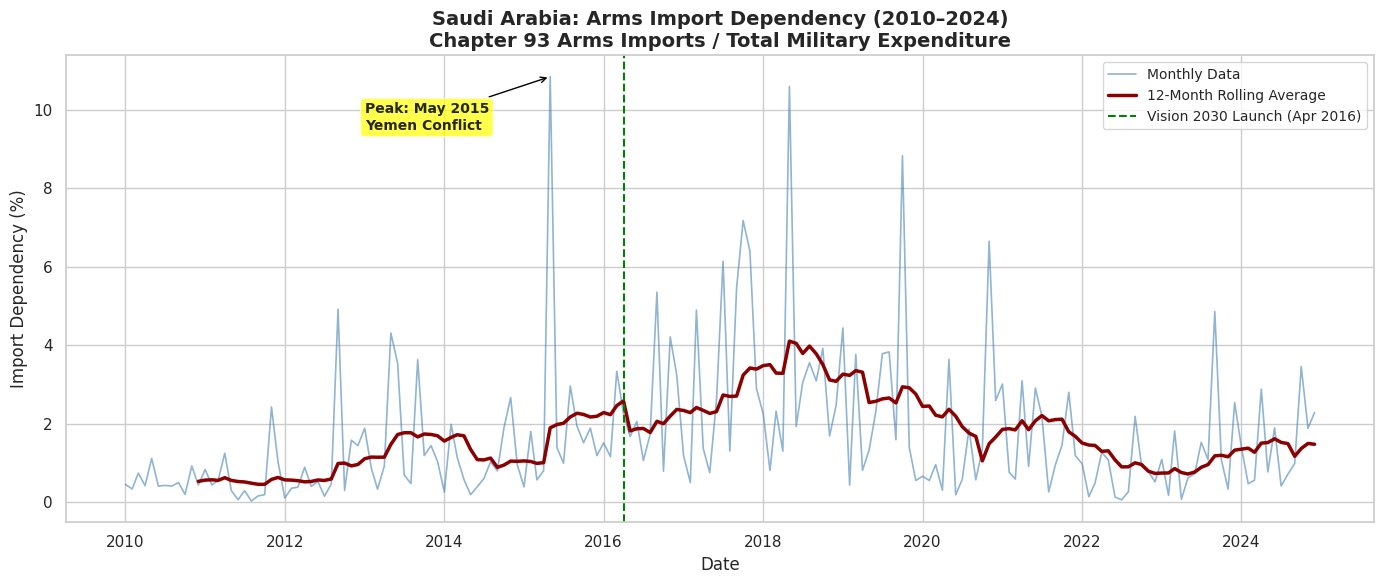 Saudi Arabia: Arms Import Dependency (2010–2024)
Chapter 93 Arms Imports / Total Military Expenditure
Import Dependency (%)
10
8
6
4
2
0
Peak: May 2015
Yemen Conflict
Monthly Data
12-Month Rolling Average
Vision 2030 Launch (Apr 2016)
2010 2012 2014 2016 2018 2020 2022 2024
Date